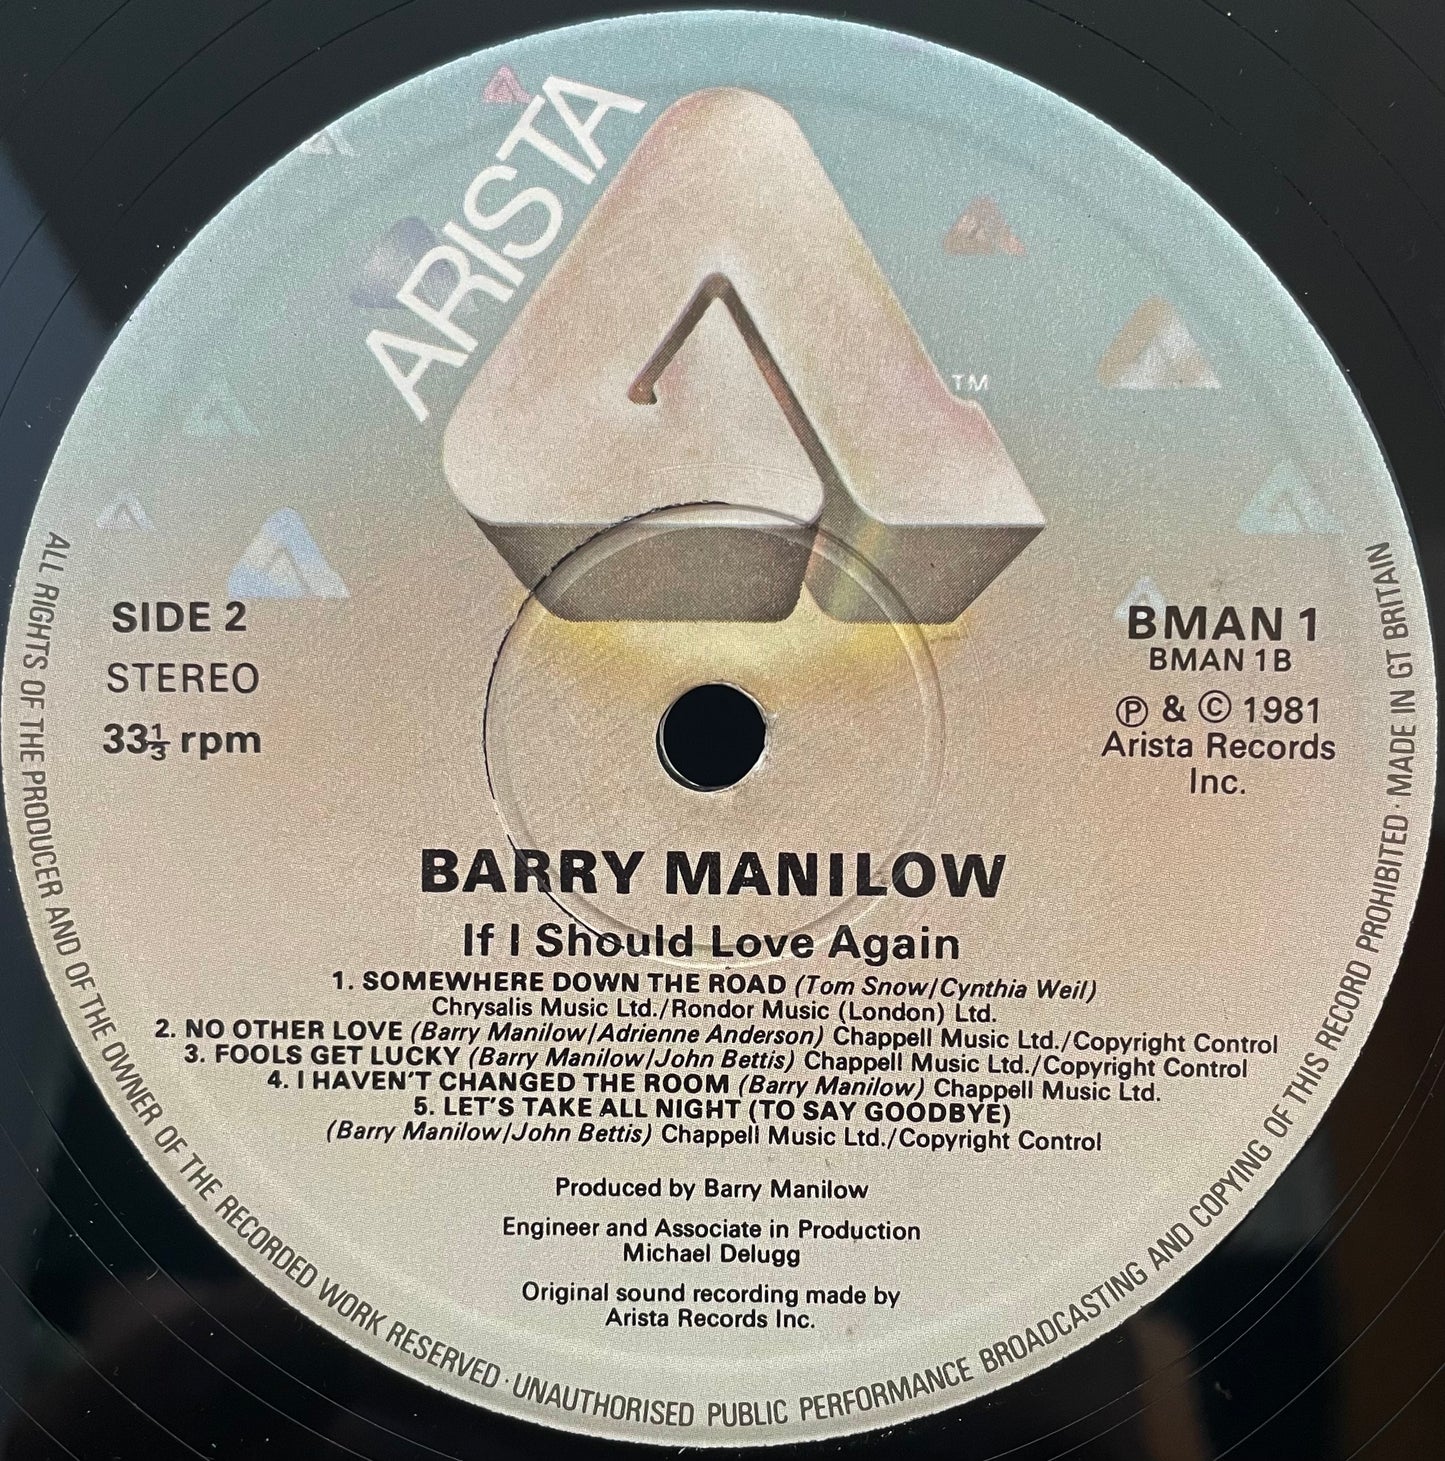 ARISTA
TM
SIDE 2
STEREO
33⅓ rpm
BMAN 1
BMAN 1B
Ⓟ & © 1981
Arista Records
Inc.
BARRY MANILOW
If I Should Love Again
1. SOMEWHERE DOWN THE ROAD (Tom Snow/Cynthia Weil)
Chrysalis Music Ltd./Rondor Music (London) Ltd.
2. NO OTHER LOVE (Barry Manilow/Adrienne Anderson) Chappell Music Ltd./Copyright Control
3. FOOLS GET LUCKY (Barry Manilow/John Bettis) Chappell Music Ltd./Copyright Control
4. I HAVEN'T CHANGED THE ROOM (Barry Manilow) Chappell Music Ltd.
5. LET'S TAKE ALL NIGHT (TO SAY GOODBYE)
(Barry Manilow/John Bettis) Chappell Music Ltd./Copyright Control
Produced by Barry Manilow
Engineer and Associate in Production
Michael Delugg
Original sound recording made by
Arista Records Inc.
ALL RIGHTS OF THE PRODUCER AND OF THE OWNER OF THE RECORDED WORK RESERVED · UNAUTHORISED PUBLIC PERFORMANCE BROADCASTING AND COPYING OF THIS RECORD PROHIBITED · MADE IN GT BRITAIN